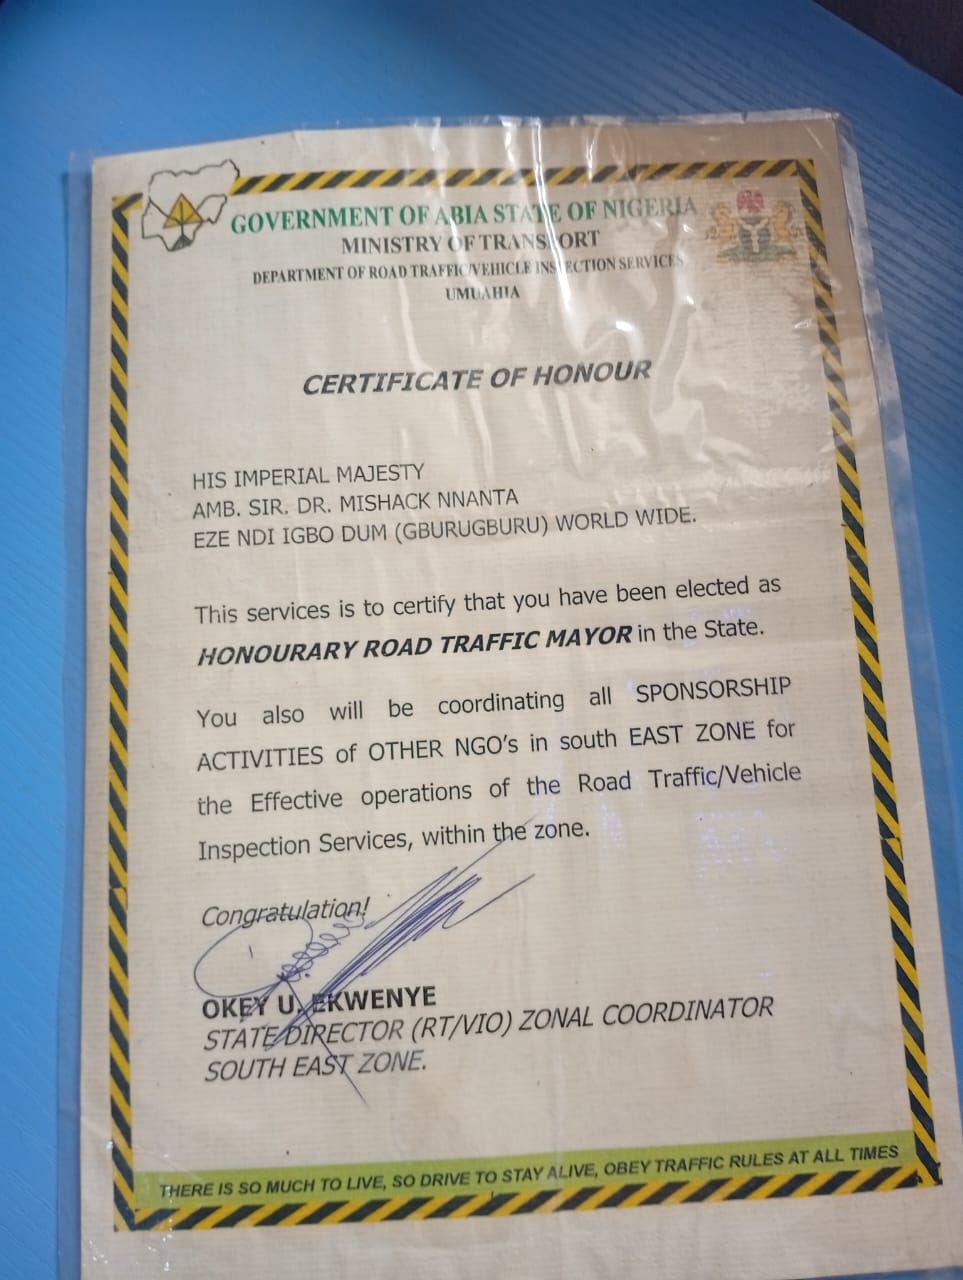 GOVERNMENT OF ABIA STATE OF NIGERIA
MINISTRY OF TRANSPORT
DEPARTMENT OF ROAD TRAFFIC/VEHICLE INSPECTION SERVICES
UMUAHIA
CERTIFICATE OF HONOUR
HIS IMPERIAL MAJESTY
AMB. SIR. DR. MISHACK NNANTA
EZE NDI IGBO DUM (GBURUGBURU) WORLD WIDE.
This services is to certify that you have been elected as
HONOURARY ROAD TRAFFIC MAYOR in the State.
You also will be coordinating all SPONSORSHIP
ACTIVITIES of OTHER NGO's in south EAST ZONE for
the Effective operations of the Road Traffic/Vehicle
Inspection Services, within the zone.
Congratulation!
OKEY U. EKWENYE
STATE DIRECTOR (RT/VIO) ZONAL COORDINATOR
SOUTH EAST ZONE.
THERE IS SO MUCH TO LIVE, SO DRIVE TO STAY ALIVE, OBEY TRAFFIC RULES AT ALL TIMES